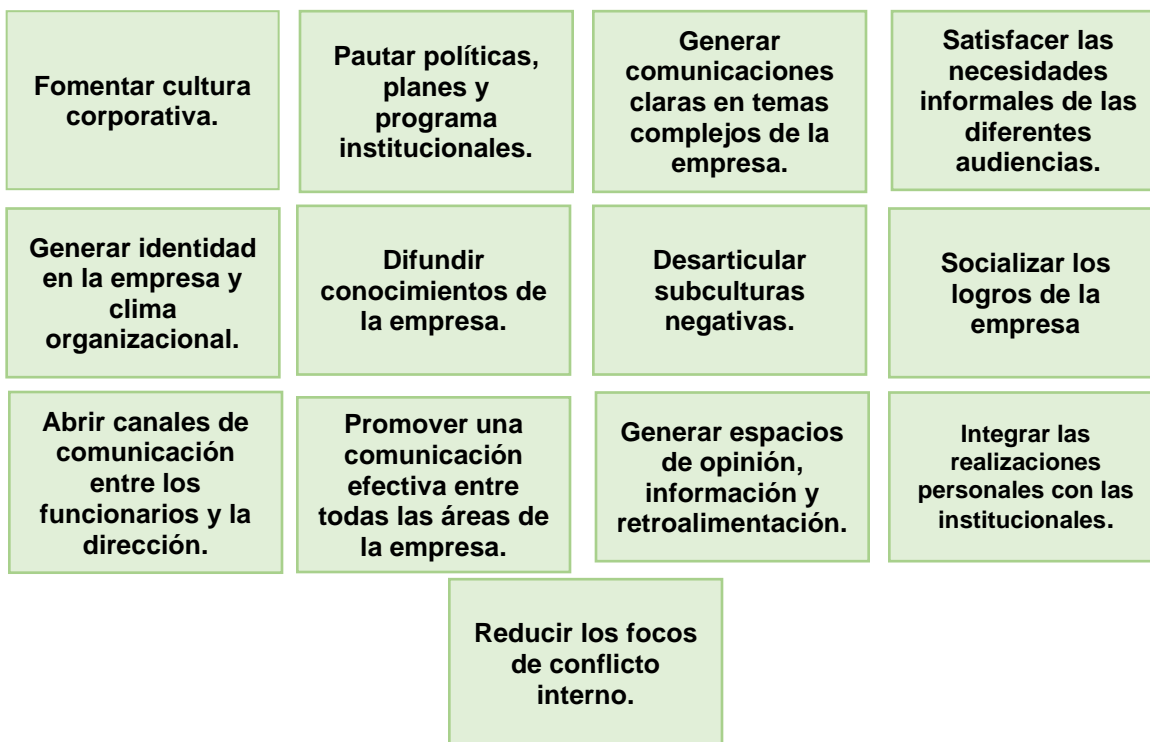 Fomentar cultura
corporativa.
Pautar políticas,
planes y
programa
institucionales.
Generar
comunicaciones
claras en temas
complejos de la
empresa.
Satisfacer las
necesidades
informales de las
diferentes
audiencias.
Generar identidad
en la empresa y
clima
organizacional.
Difundir
conocimientos de
la empresa.
Desarticular
subculturas
negativas.
Socializar los
logros de la
empresa
Abrir canales de
comunicación
entre los
funcionarios y la
dirección.
Promover una
comunicación
efectiva entre
todas las áreas de
la empresa.
Generar espacios
de opinión,
información y
retroalimentación.
Integrar las
realizaciones
personales con las
institucionales.
Reducir los focos
de conflicto
interno.